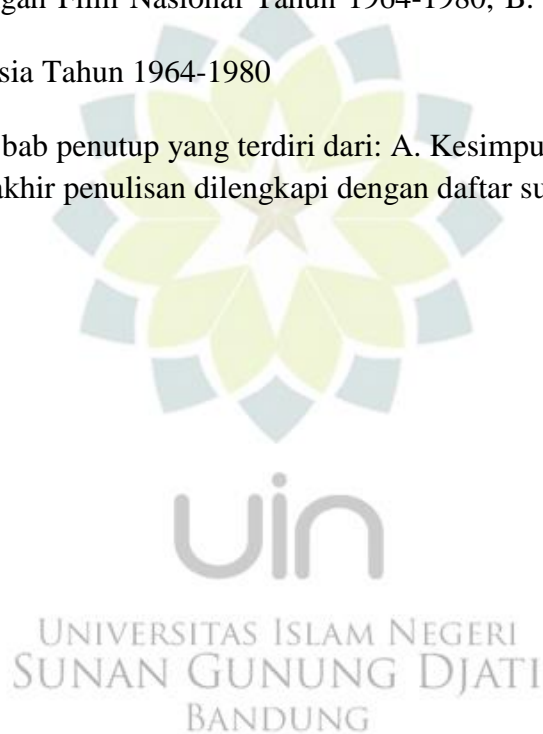 gan Film Nasional Tahun 1964-1980, B.
sia Tahun 1964-1980
bab penutup yang terdiri dari: A. Kesimpu
akhir penulisan dilengkapi dengan daftar su
uin
UNIVERSITAS ISLAM NEGERI
SUNAN GUNUNG DJATI
BANDUNG